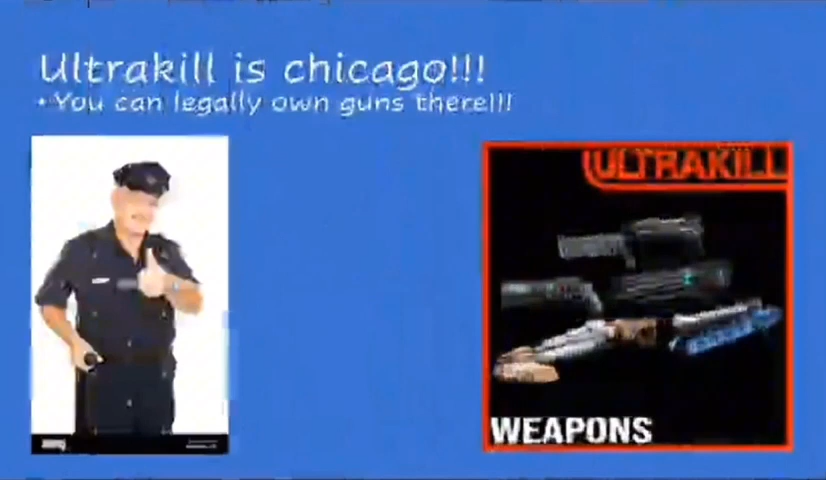 Ultrakill is chicago!!!
• You can legally own guns there!!!
ULTRAKILL
WEAPONS